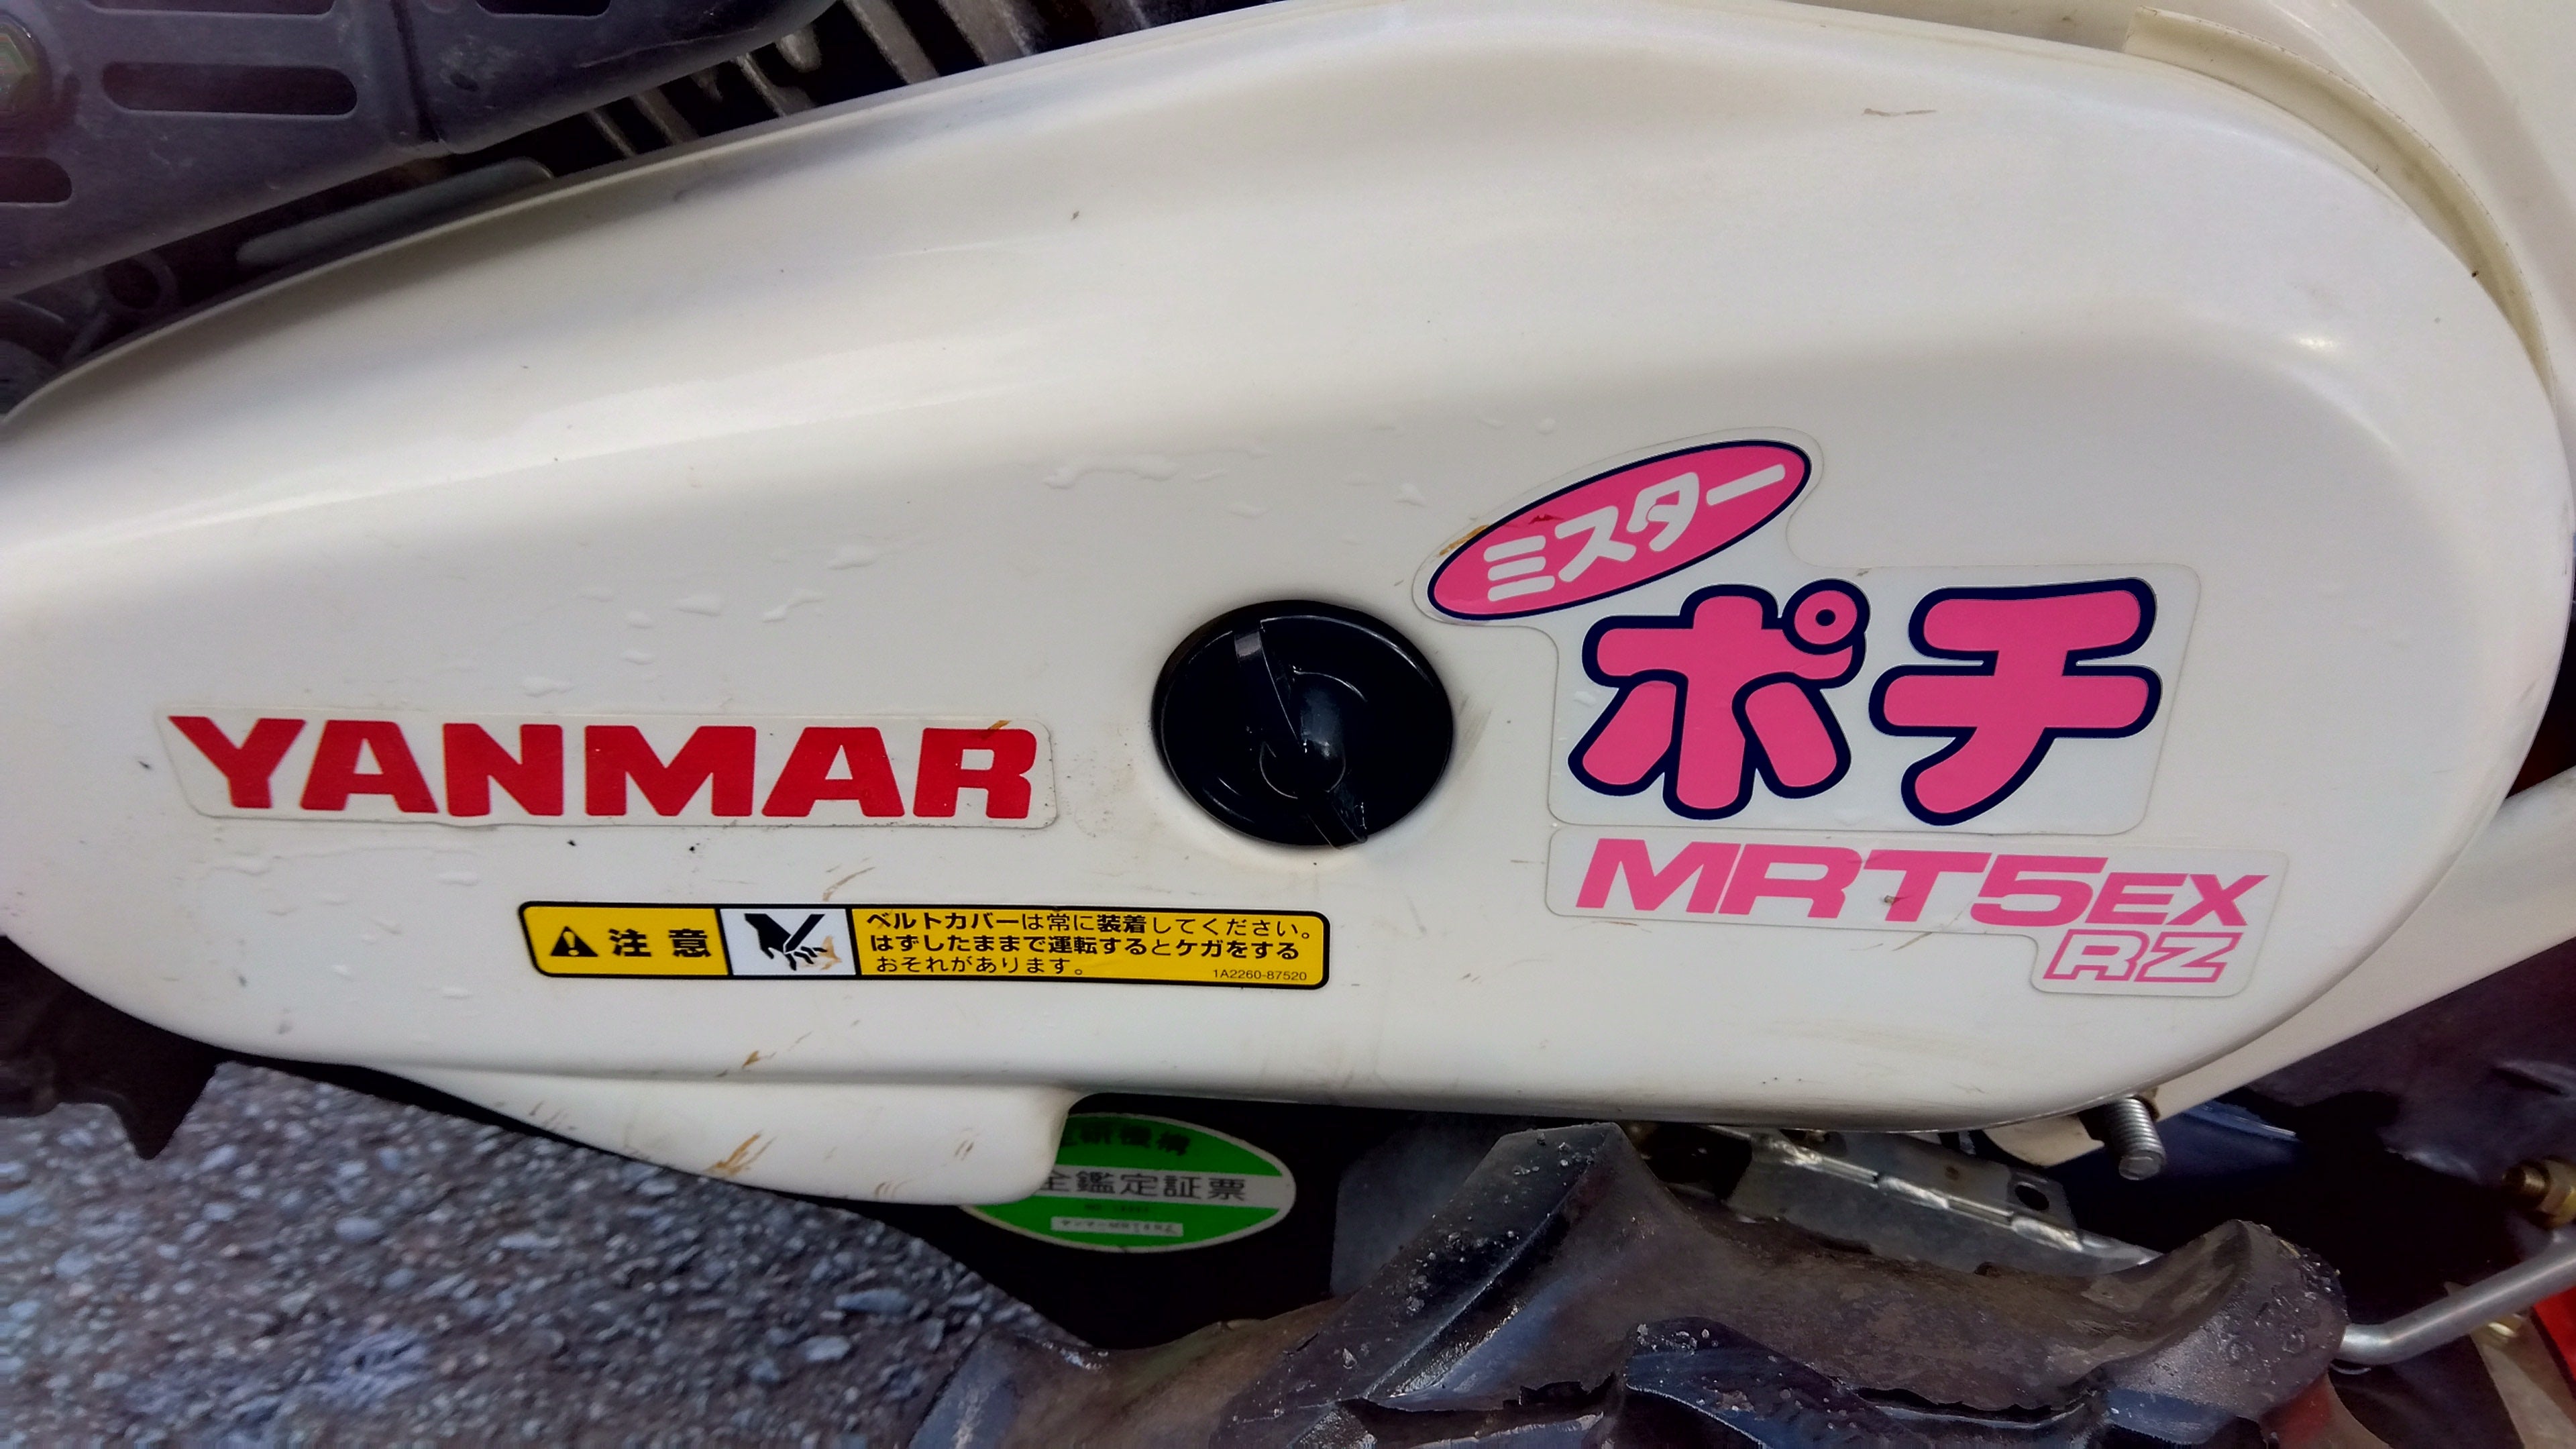 YANMAR
ミスター
ポチ
MRT5EX
RZ
注意
ベルトカバーは常に装着してください。
はずしたままで運転するとケガをする
おそれがあります。
1A2260-87520
鑑定証票